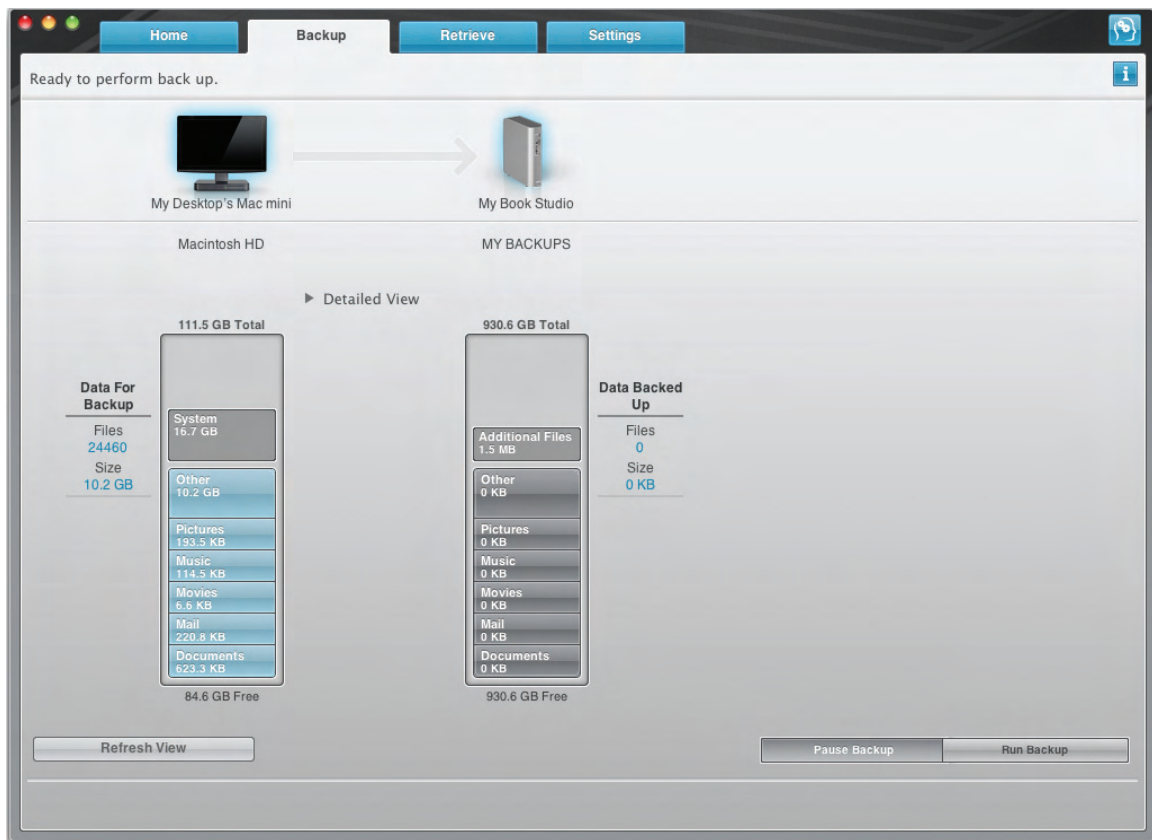 Home
Backup
Retrieve
Settings
Ready to perform back up.
i
My Desktop's Mac mini
My Book Studio
Macintosh HD
MY BACKUPS
Detailed View
111.5 GB Total
930.6 GB Total
Data For
Backup
Files
24460
Size
10.2 GB
System
16.7 GB
Other
10.2 GB
Pictures
193.5 KB
Music
114.5 KB
Movies
6.6 KB
Mail
220.8 KB
Documents
623.3 KB
84.6 GB Free
Additional Files
1.5 MB
Other
0 KB
Pictures
0 KB
Music
0 KB
Movies
0 KB
Mail
0 KB
Documents
0 KB
930.6 GB Free
Data Backed
Up
Files
0
Size
0 KB
Refresh View
Pause Backup
Run Backup